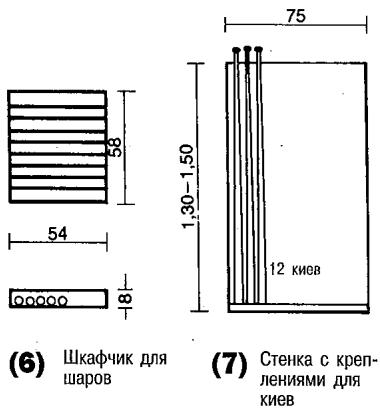 75
58
1,30–1,50
54
12 киев
8
(6) Шкафчик для
шаров
(7) Стенка с креп-
лениями для
киев